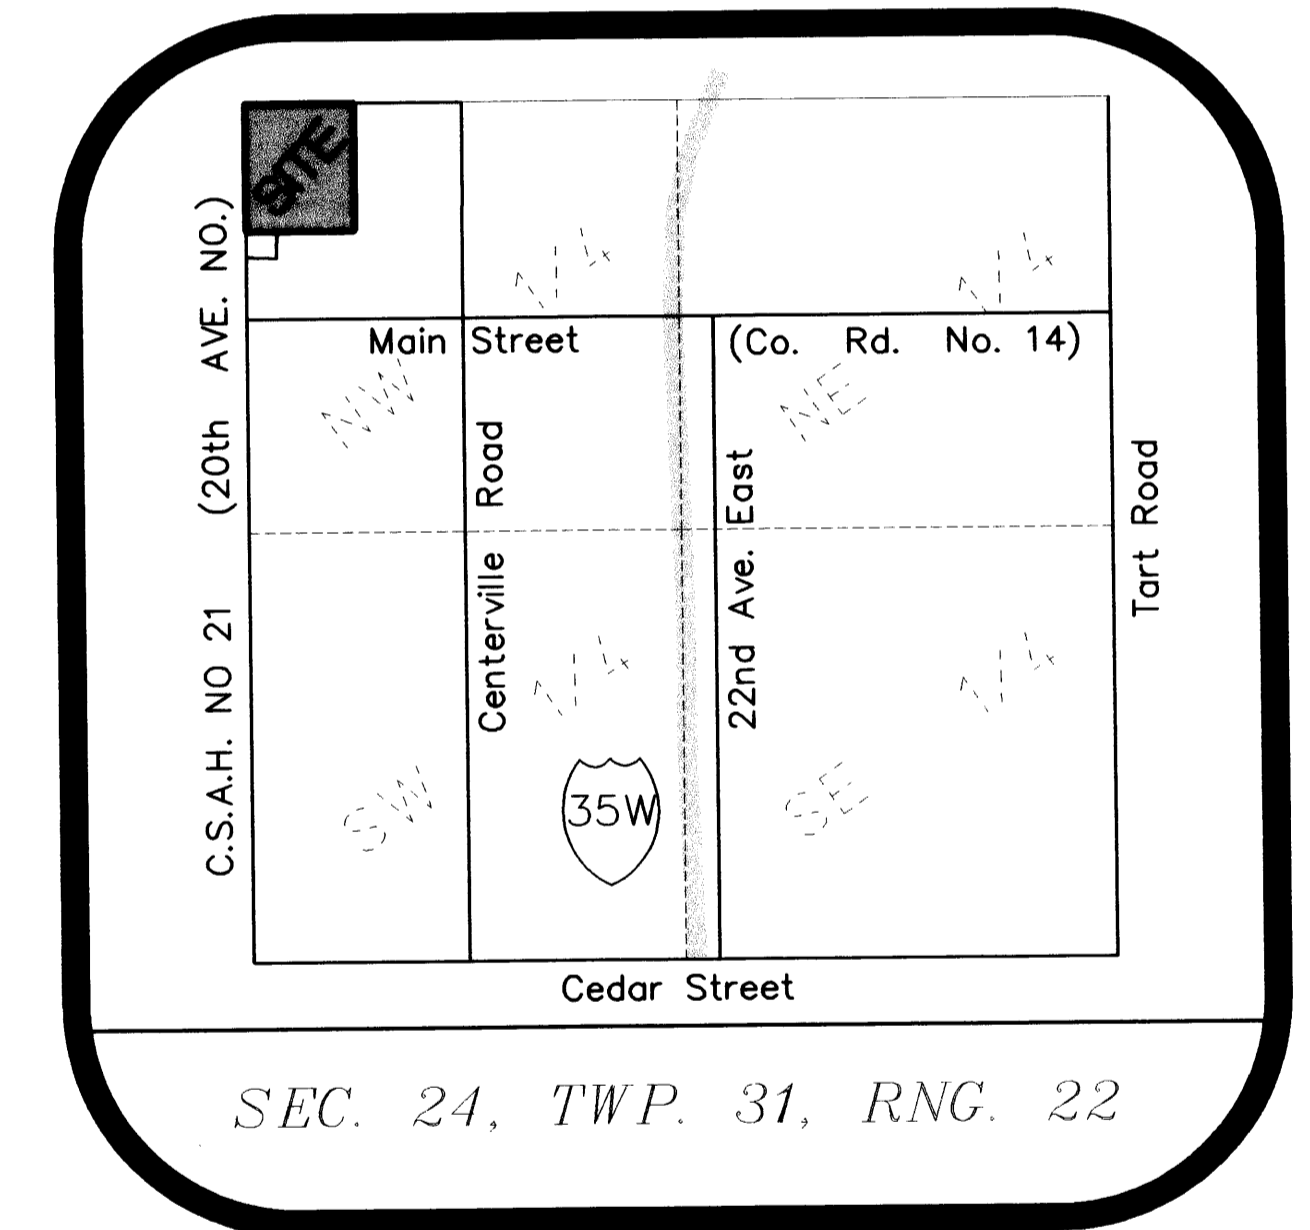 SITE
C.S.A.H. NO 21 (20th AVE. NO.)
Main Street (Co. Rd. No. 14)
NW 1/4
NE 1/4
Centerville Road
22nd Ave. East
Tart Road
SW 1/4
SE 1/4
35W
Cedar Street
SEC. 24, TWP. 31, RNG. 22